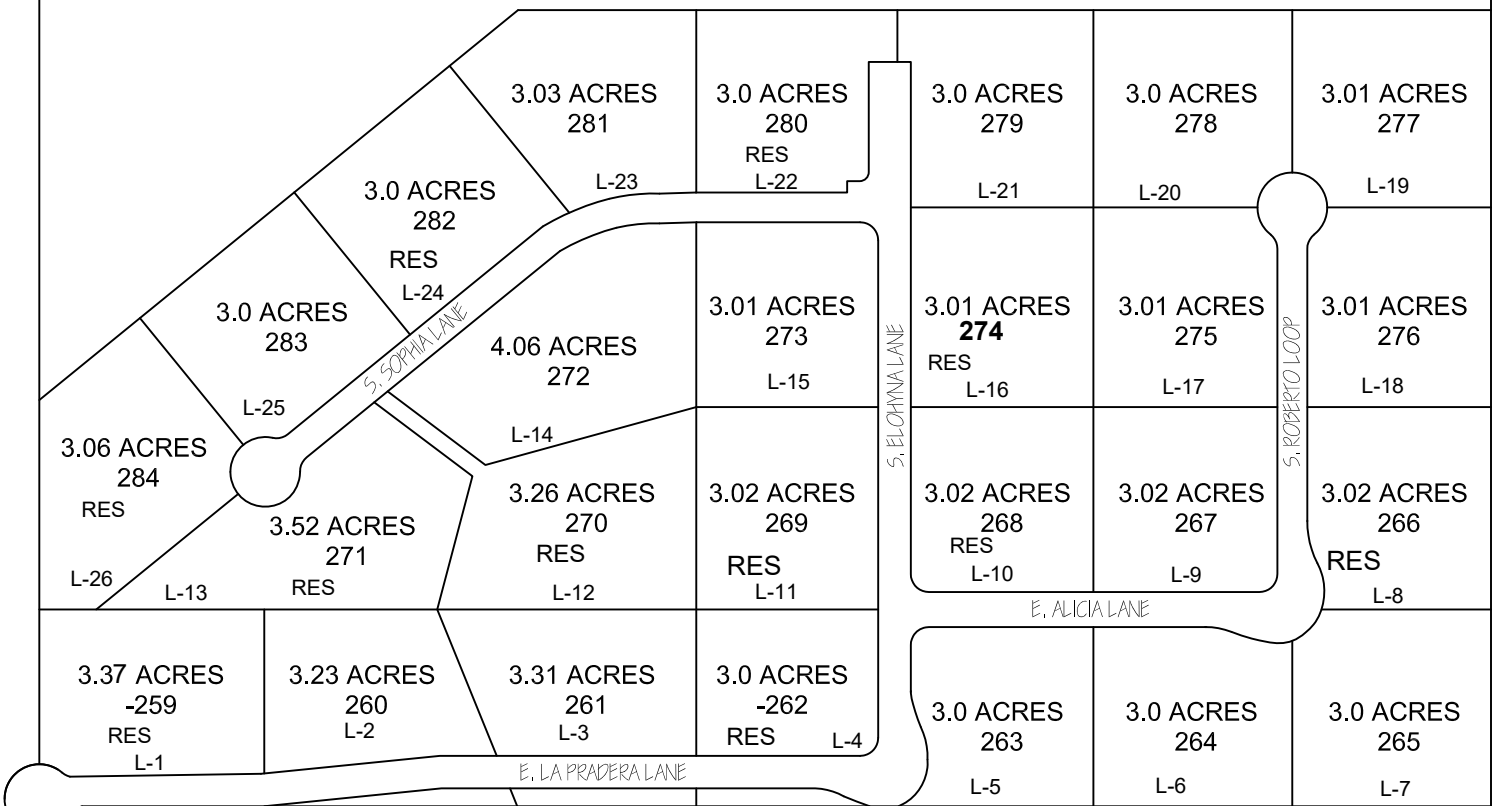 3.03 ACRES
281
L-23
3.0 ACRES
280
RES
L-22
3.0 ACRES
279
L-21
3.0 ACRES
278
L-20
3.01 ACRES
277
L-19
3.0 ACRES
282
RES
L-24
3.0 ACRES
283
L-25
S. SOPHIA LANE
4.06 ACRES
272
L-14
3.01 ACRES
273
L-15
S. ELOHYNA LANE
3.01 ACRES
274
RES
L-16
3.01 ACRES
275
L-17
S. ROBERTO LOOP
3.01 ACRES
276
L-18
3.06 ACRES
284
RES
L-26
3.52 ACRES
271
RES
L-13
3.26 ACRES
270
RES
L-12
3.02 ACRES
269
RES
L-11
3.02 ACRES
268
RES
L-10
3.02 ACRES
267
L-9
3.02 ACRES
266
RES
L-8
E. ALICIA LANE
3.37 ACRES
-259
RES
L-1
3.23 ACRES
260
L-2
3.31 ACRES
261
L-3
3.0 ACRES
-262
RES
L-4
3.0 ACRES
263
L-5
3.0 ACRES
264
L-6
3.0 ACRES
265
L-7
E. LA PRADERA LANE